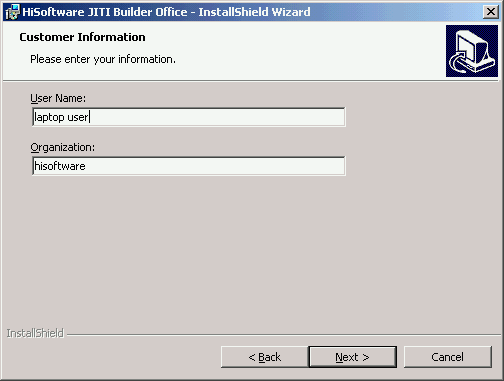 HiSoftware JITI Builder Office - InstallShield Wizard
Customer Information
Please enter your information.
User Name:
laptop user
Organization:
hisoftware
InstallShield
< Back
Next >
Cancel